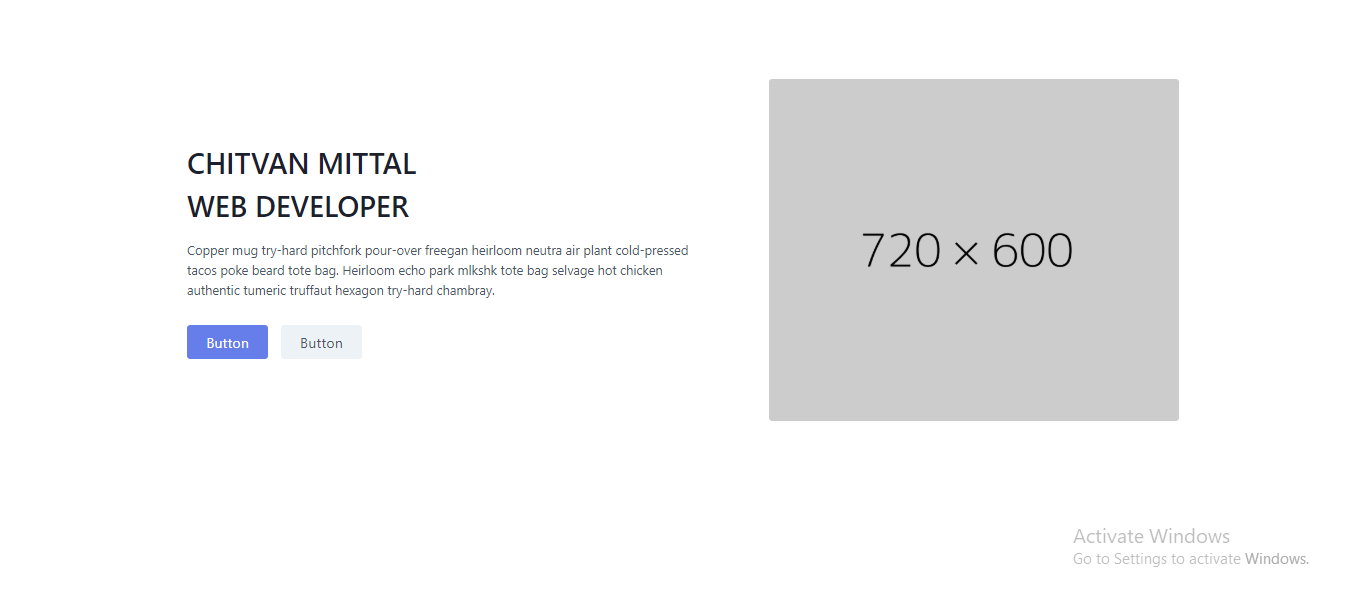 CHITVAN MITTAL
WEB DEVELOPER
Copper mug try-hard pitchfork pour-over freegan heirloom neutra air plant cold-pressed
tacos poke beard tote bag. Heirloom echo park mlkshk tote bag selvage hot chicken
authentic tumeric truffaut hexagon try-hard chambray.
Button Button
720 × 600
Activate Windows
Go to Settings to activate Windows.